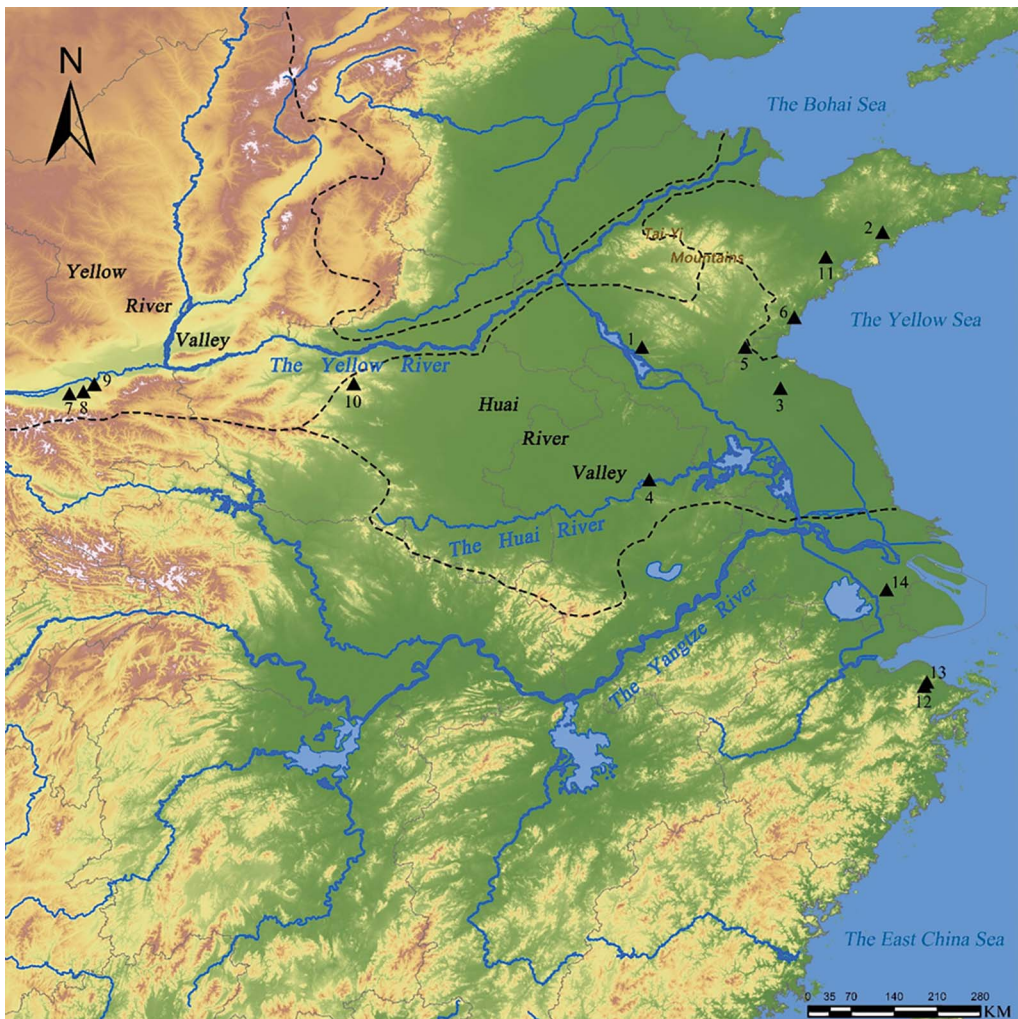 N
The Bohai Sea
2
Tai-Yi
Mountains
11
Yellow
River
Valley
6
The Yellow Sea
1
5
The Yellow River
9
7 8
10
3
Huai
River
Valley
4
The Huai River
14
The Yangtze River
13
12
The East China Sea
0 35 70 140 210 280
KM